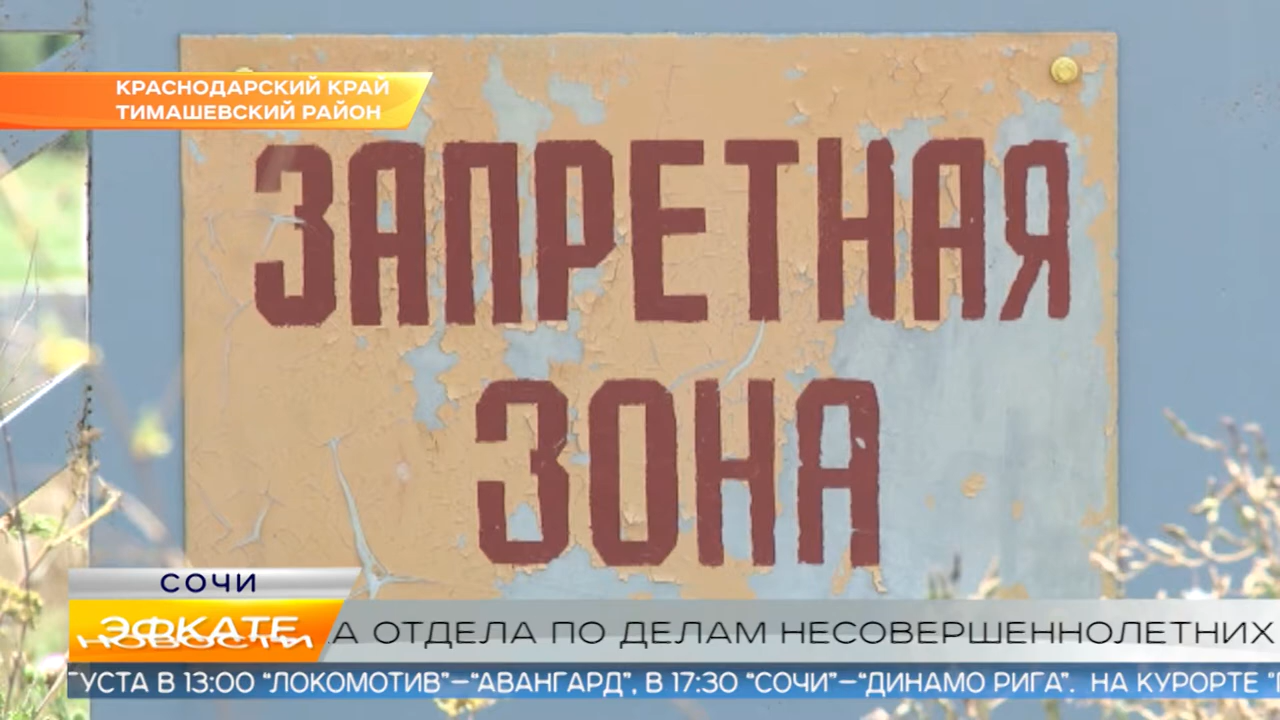 КРАСНОДАРСКИЙ КРАЙ
ТИМАШЕВСКИЙ РАЙОН
ЗАПРЕТНАЯ
ЗОНА
СОЧИ
ЭФКАТЕ
НОВОСТИ
ОТДЕЛА ПО ДЕЛАМ НЕСОВЕРШЕННОЛЕТНИХ
В 13:00 “ЛОКОМОТИВ”—“АВАНГАРД”, В 17:30 “СОЧИ”—“ДИНАМО РИГА”. НА КУРОРТЕ